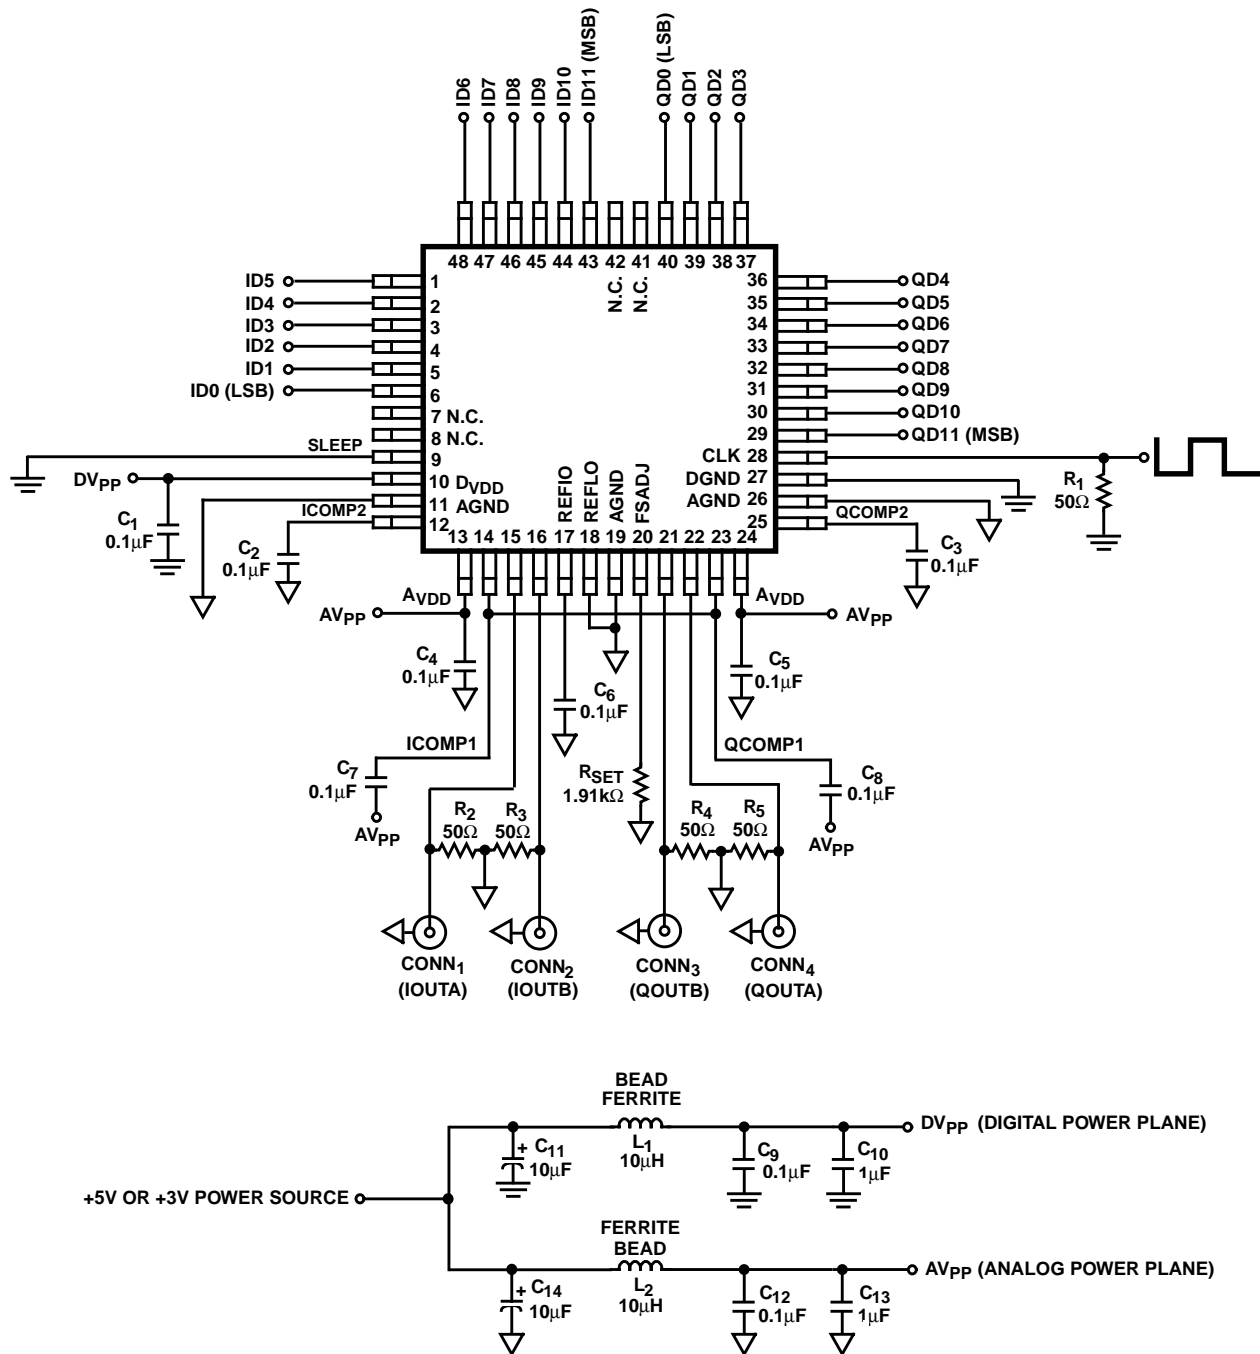 ID6
ID7
ID8
ID9
ID10
ID11 (MSB)
QD0 (LSB)
QD1
QD2
QD3
48 47 46 45 44 43 42 41 40 39 38 37
N.C.
N.C.
ID5
1
ID4
2
ID3
3
ID2
4
ID1
5
ID0 (LSB)
6
7 N.C.
8 N.C.
SLEEP
9
DVPP
10 DVDD
11 AGND
ICOMP2
12
36
QD4
35
QD5
34
QD6
33
QD7
32
QD8
31
QD9
30
QD10
29
QD11 (MSB)
CLK 28
DGND 27
AGND 26
25
QCOMP2
R1
50Ω
REFIO
REFLO
AGND
FSADJ
13 14 15 16 17 18 19 20 21 22 23 24
C1
0.1μF
C2
0.1μF
C3
0.1μF
AVDD
AVPP
AVDD
AVPP
C4
0.1μF
C5
0.1μF
C6
0.1μF
ICOMP1
QCOMP1
C7
0.1μF
AVPP
RSET
1.91kΩ
C8
0.1μF
AVPP
R2
50Ω
R3
50Ω
R4
50Ω
R5
50Ω
CONN1
(IOUTA)
CONN2
(IOUTB)
CONN3
(QOUTB)
CONN4
(QOUTA)
BEAD
FERRITE
+ C11
10μF
L1
10μH
C9
0.1μF
C10
1μF
DVPP (DIGITAL POWER PLANE)
+5V OR +3V POWER SOURCE
FERRITE
BEAD
+ C14
10μF
L2
10μH
C12
0.1μF
C13
1μF
AVPP (ANALOG POWER PLANE)